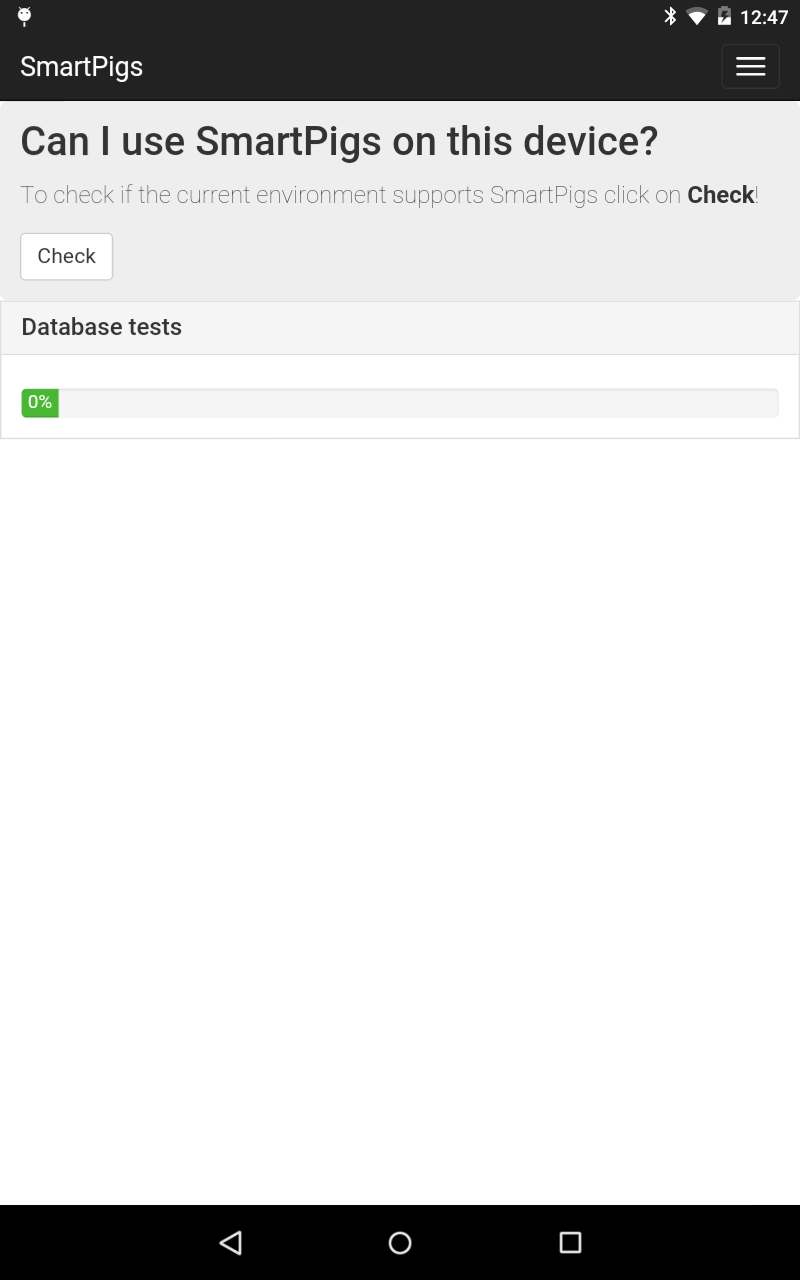 12:47
SmartPigs
Can I use SmartPigs on this device?
To check if the current environment supports SmartPigs click on Check!
Check
Database tests
0%